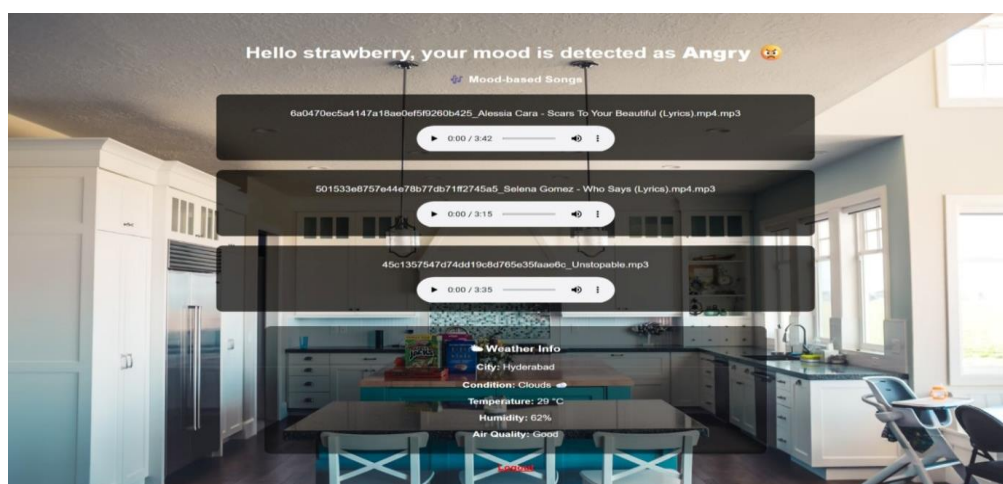 Hello strawberry, your mood is detected as Angry 😡
🎶 Mood-based Songs
6a0470ec5a4147a18ae0ef5f9260b425_Alessia Cara - Scars To Your Beautiful (Lyrics).mp4.mp3
0:00 / 3:42
501533e8757e44e78b77db71ff2745a5_Selena Gomez - Who Says (Lyrics).mp4.mp3
0:00 / 3:15
45c1357547d74dd19c8d765e35faae6c_Unstopable.mp3
0:00 / 3:35
☁️ Weather Info
City: Hyderabad
Condition: Clouds ☁️
Temperature: 29 °C
Humidity: 62%
Air Quality: Good
Logout